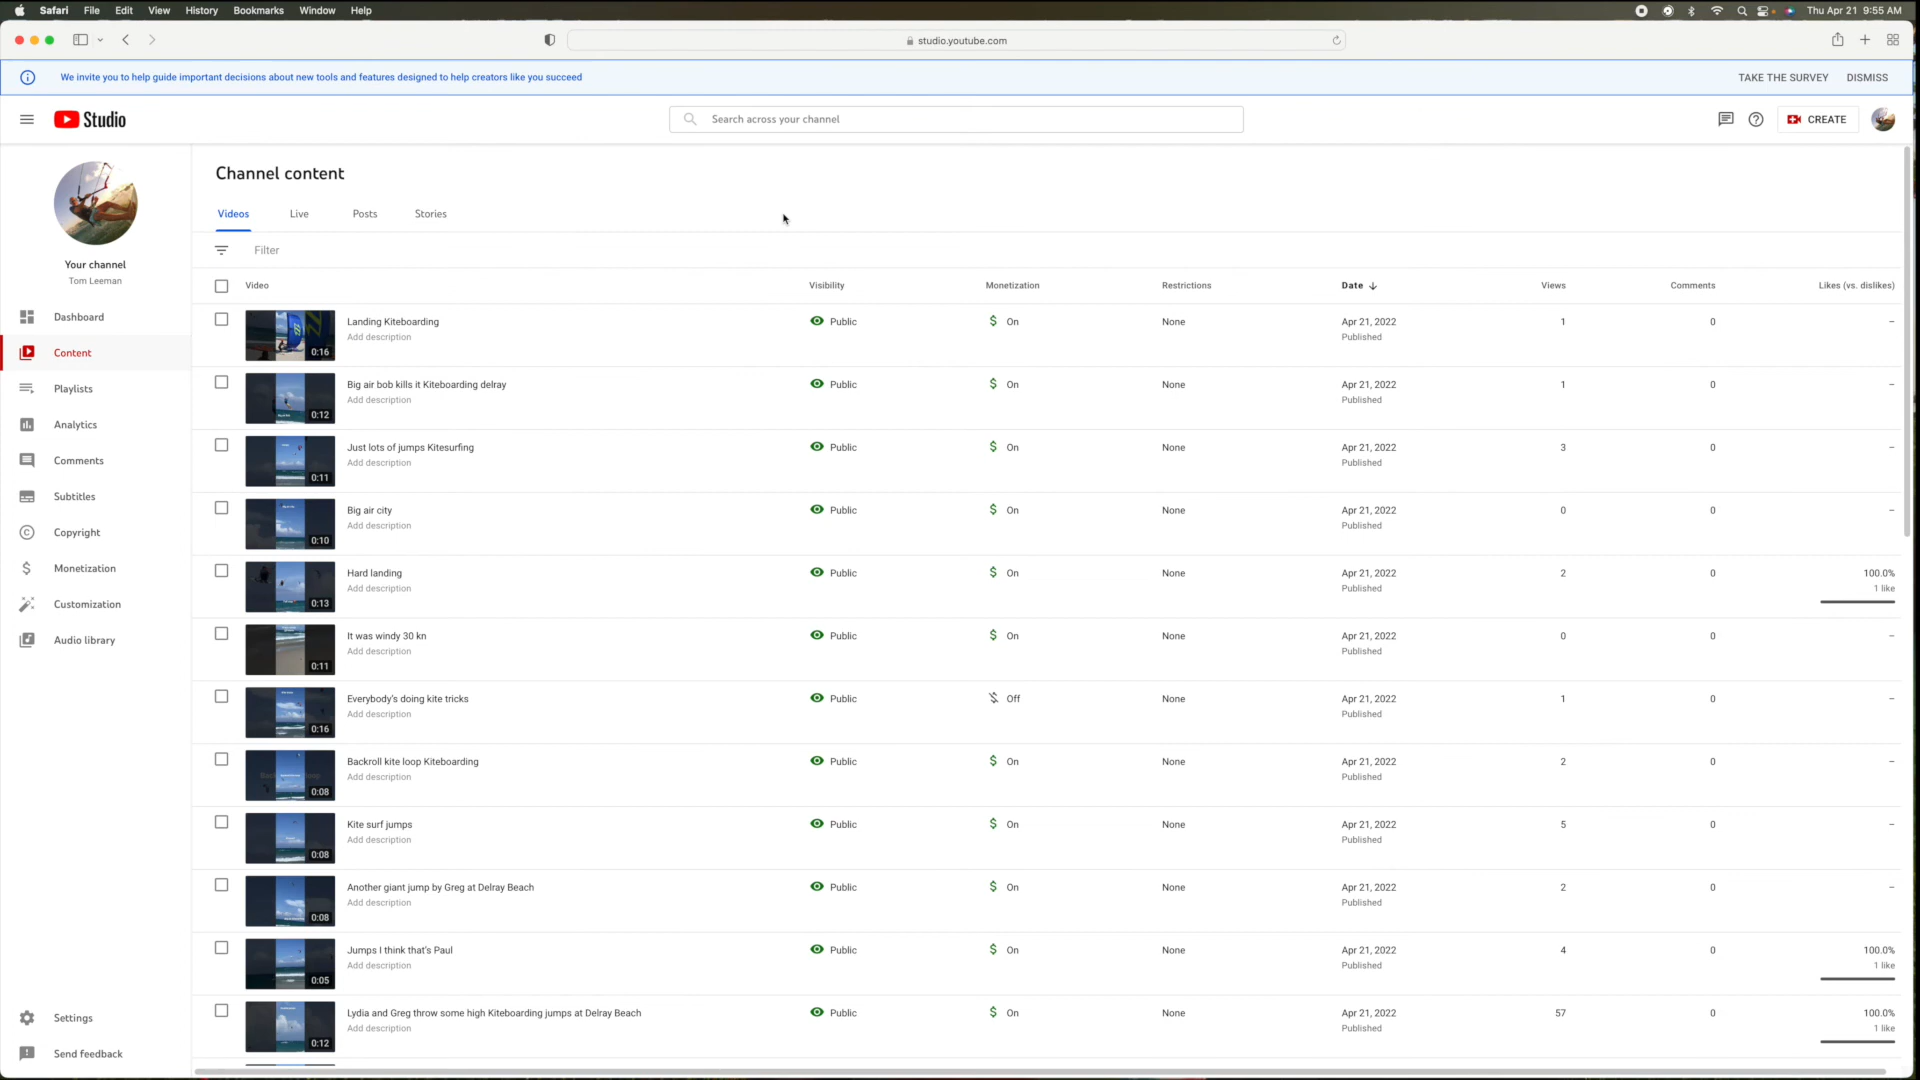 Safari File Edit View History Bookmarks Window Help Thu Apr 21 9:55 AM
studio.youtube.com
We invite you to help guide important decisions about new tools and features designed to help creators like you succeed TAKE THE SURVEY DISMISS
Studio Search across your channel CREATE
Channel content
Videos Live Posts Stories
Your channel
Tom Leeman
Dashboard
Content
Playlists
Analytics
Comments
Subtitles
Copyright
Monetization
Customization
Audio library
Settings
Send feedback
Filter
Video Visibility Monetization Restrictions Date Views Comments Likes (vs. dislikes)
Landing Kiteboarding Public On None Apr 21, 2022 1 0 –
0:16 Add description Published
Big air bob kills it Kiteboarding delray Public On None Apr 21, 2022 1 0 –
0:12 Add description Published
Just lots of jumps Kitesurfing Public On None Apr 21, 2022 3 0 –
0:11 Add description Published
Big air city Public On None Apr 21, 2022 0 0 –
0:10 Add description Published
Hard landing Public On None Apr 21, 2022 2 0 100.0%
0:13 Add description Published 1 like
It was windy 30 kn Public On None Apr 21, 2022 0 0 –
0:11 Add description Published
Everybody's doing kite tricks Public Off None Apr 21, 2022 1 0 –
0:16 Add description Published
Backroll kite loop Kiteboarding Public On None Apr 21, 2022 2 0 –
0:08 Add description Published
Kite surf jumps Public On None Apr 21, 2022 5 0 –
0:08 Add description Published
Another giant jump by Greg at Delray Beach Public On None Apr 21, 2022 2 0 –
0:08 Add description Published
Jumps I think that's Paul Public On None Apr 21, 2022 4 0 100.0%
0:05 Add description Published 1 like
Lydia and Greg throw some high Kiteboarding jumps at Delray Beach Public On None Apr 21, 2022 57 0 100.0%
0:12 Add description Published 1 like